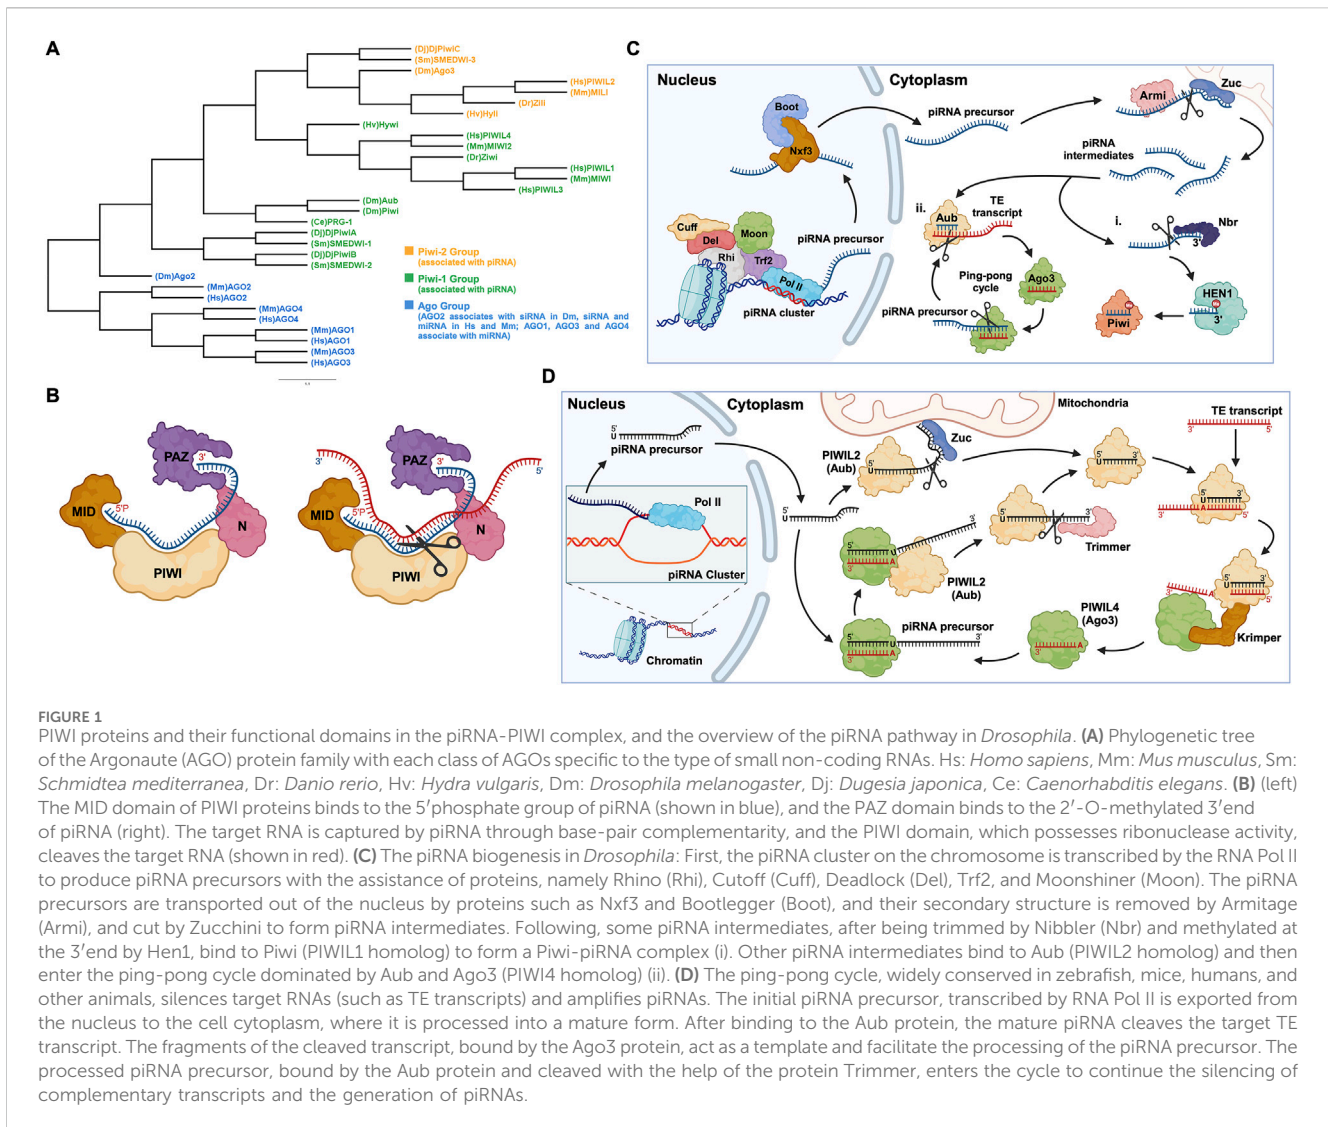 A
(Dj)DjPiwiC
(Sm)SMEDWI-3
(Dm)Ago3
(Hs)PIWIL2
(Mm)MILI
(Dr)Zili
(Hv)Hyli
(Hv)Hywi
(Hs)PIWIL4
(Mm)MIWI2
(Dr)Ziwi
(Hs)PIWIL1
(Mm)MIWI
(Hs)PIWIL3
(Dm)Aub
(Dm)Piwi
(Ce)PRG-1
(Dj)DjPiwiA
(Sm)SMEDWI-1
(Dj)DjPiwiB
(Sm)SMEDWI-2
(Dm)Ago2
(Mm)AGO2
(Hs)AGO2
(Mm)AGO4
(Hs)AGO4
(Mm)AGO1
(Hs)AGO1
(Mm)AGO3
(Hs)AGO3
Piwi-2 Group
(associated with piRNA)
Piwi-1 Group
(associated with piRNA)
Ago Group
(AGO2 associates with siRNA in Dm, siRNA and
miRNA in Hs and Mm; AGO1, AGO3 and AGO4
associate with miRNA)
B
PAZ
3'
MID
5'P
N
PIWI
3'
PAZ
3'
5'
MID
5'P
N
PIWI
C
Nucleus
Cytoplasm
Boot
Nxf3
piRNA precursor
Armi
Zuc
piRNA
intermediates
Cuff
Del
Moon
Rhi
Trf2
Pol II
piRNA precursor
piRNA cluster
ii.
Aub
TE
transcript
Ago3
Ping-pong
cycle
piRNA precursor
i.
Nbr
3'
HEN1
Me
3'
Me
Piwi
D
Nucleus
Cytoplasm
Mitochondria
5'
U
piRNA precursor
Pol II
piRNA Cluster
Chromatin
5'
U
PIWIL2
(Aub)
Zuc
TE transcript
3'
5'
5'
3'
U
5'
3'
U
3'
A
5'
U
Trimmer
5'
U
3'
A
PIWIL2
(Aub)
5'
3'
U
A
5'
Krimper
PIWIL4
(Ago3)
3'
A
piRNA precursor
5'
U
3'
3'
A
FIGURE 1
PIWI proteins and their functional domains in the piRNA-PIWI complex, and the overview of the piRNA pathway in Drosophila. (A) Phylogenetic tree
of the Argonaute (AGO) protein family with each class of AGOs specific to the type of small non-coding RNAs. Hs: Homo sapiens, Mm: Mus musculus, Sm:
Schmidtea mediterranea, Dr: Danio rerio, Hv: Hydra vulgaris, Dm: Drosophila melanogaster, Dj: Dugesia japonica, Ce: Caenorhabditis elegans. (B) (left)
The MID domain of PIWI proteins binds to the 5′phosphate group of piRNA (shown in blue), and the PAZ domain binds to the 2′-O-methylated 3′end
of piRNA (right). The target RNA is captured by piRNA through base-pair complementarity, and the PIWI domain, which possesses ribonuclease activity,
cleaves the target RNA (shown in red). (C) The piRNA biogenesis in Drosophila: First, the piRNA cluster on the chromosome is transcribed by the RNA Pol II
to produce piRNA precursors with the assistance of proteins, namely Rhino (Rhi), Cutoff (Cuff), Deadlock (Del), Trf2, and Moonshiner (Moon). The piRNA
precursors are transported out of the nucleus by proteins such as Nxf3 and Bootlegger (Boot), and their secondary structure is removed by Armitage
(Armi), and cut by Zucchini to form piRNA intermediates. Following, some piRNA intermediates, after being trimmed by Nibbler (Nbr) and methylated at
the 3′end by Hen1, bind to Piwi (PIWIL1 homolog) to form a Piwi-piRNA complex (i). Other piRNA intermediates bind to Aub (PIWIL2 homolog) and then
enter the ping-pong cycle dominated by Aub and Ago3 (PIWI4 homolog) (ii). (D) The ping-pong cycle, widely conserved in zebrafish, mice, humans, and
other animals, silences target RNAs (such as TE transcripts) and amplifies piRNAs. The initial piRNA precursor, transcribed by RNA Pol II is exported from
the nucleus to the cell cytoplasm, where it is processed into a mature form. After binding to the Aub protein, the mature piRNA cleaves the target TE
transcript. The fragments of the cleaved transcript, bound by the Ago3 protein, act as a template and facilitate the processing of the piRNA precursor. The
processed piRNA precursor, bound by the Aub protein and cleaved with the help of the protein Trimmer, enters the cycle to continue the silencing of
complementary transcripts and the generation of piRNAs.